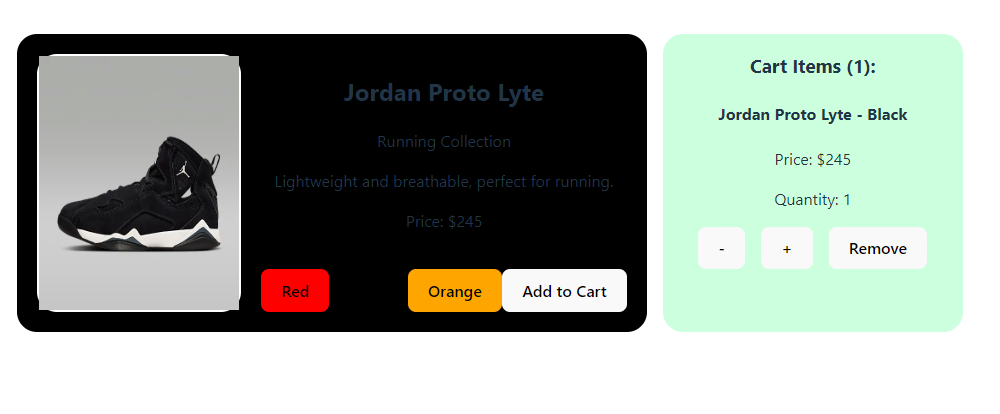 Jordan Proto Lyte
Running Collection
Lightweight and breathable, perfect for running.
Price: $245
Red
Orange
Add to Cart
Cart Items (1):
Jordan Proto Lyte - Black
Price: $245
Quantity: 1
-
+
Remove